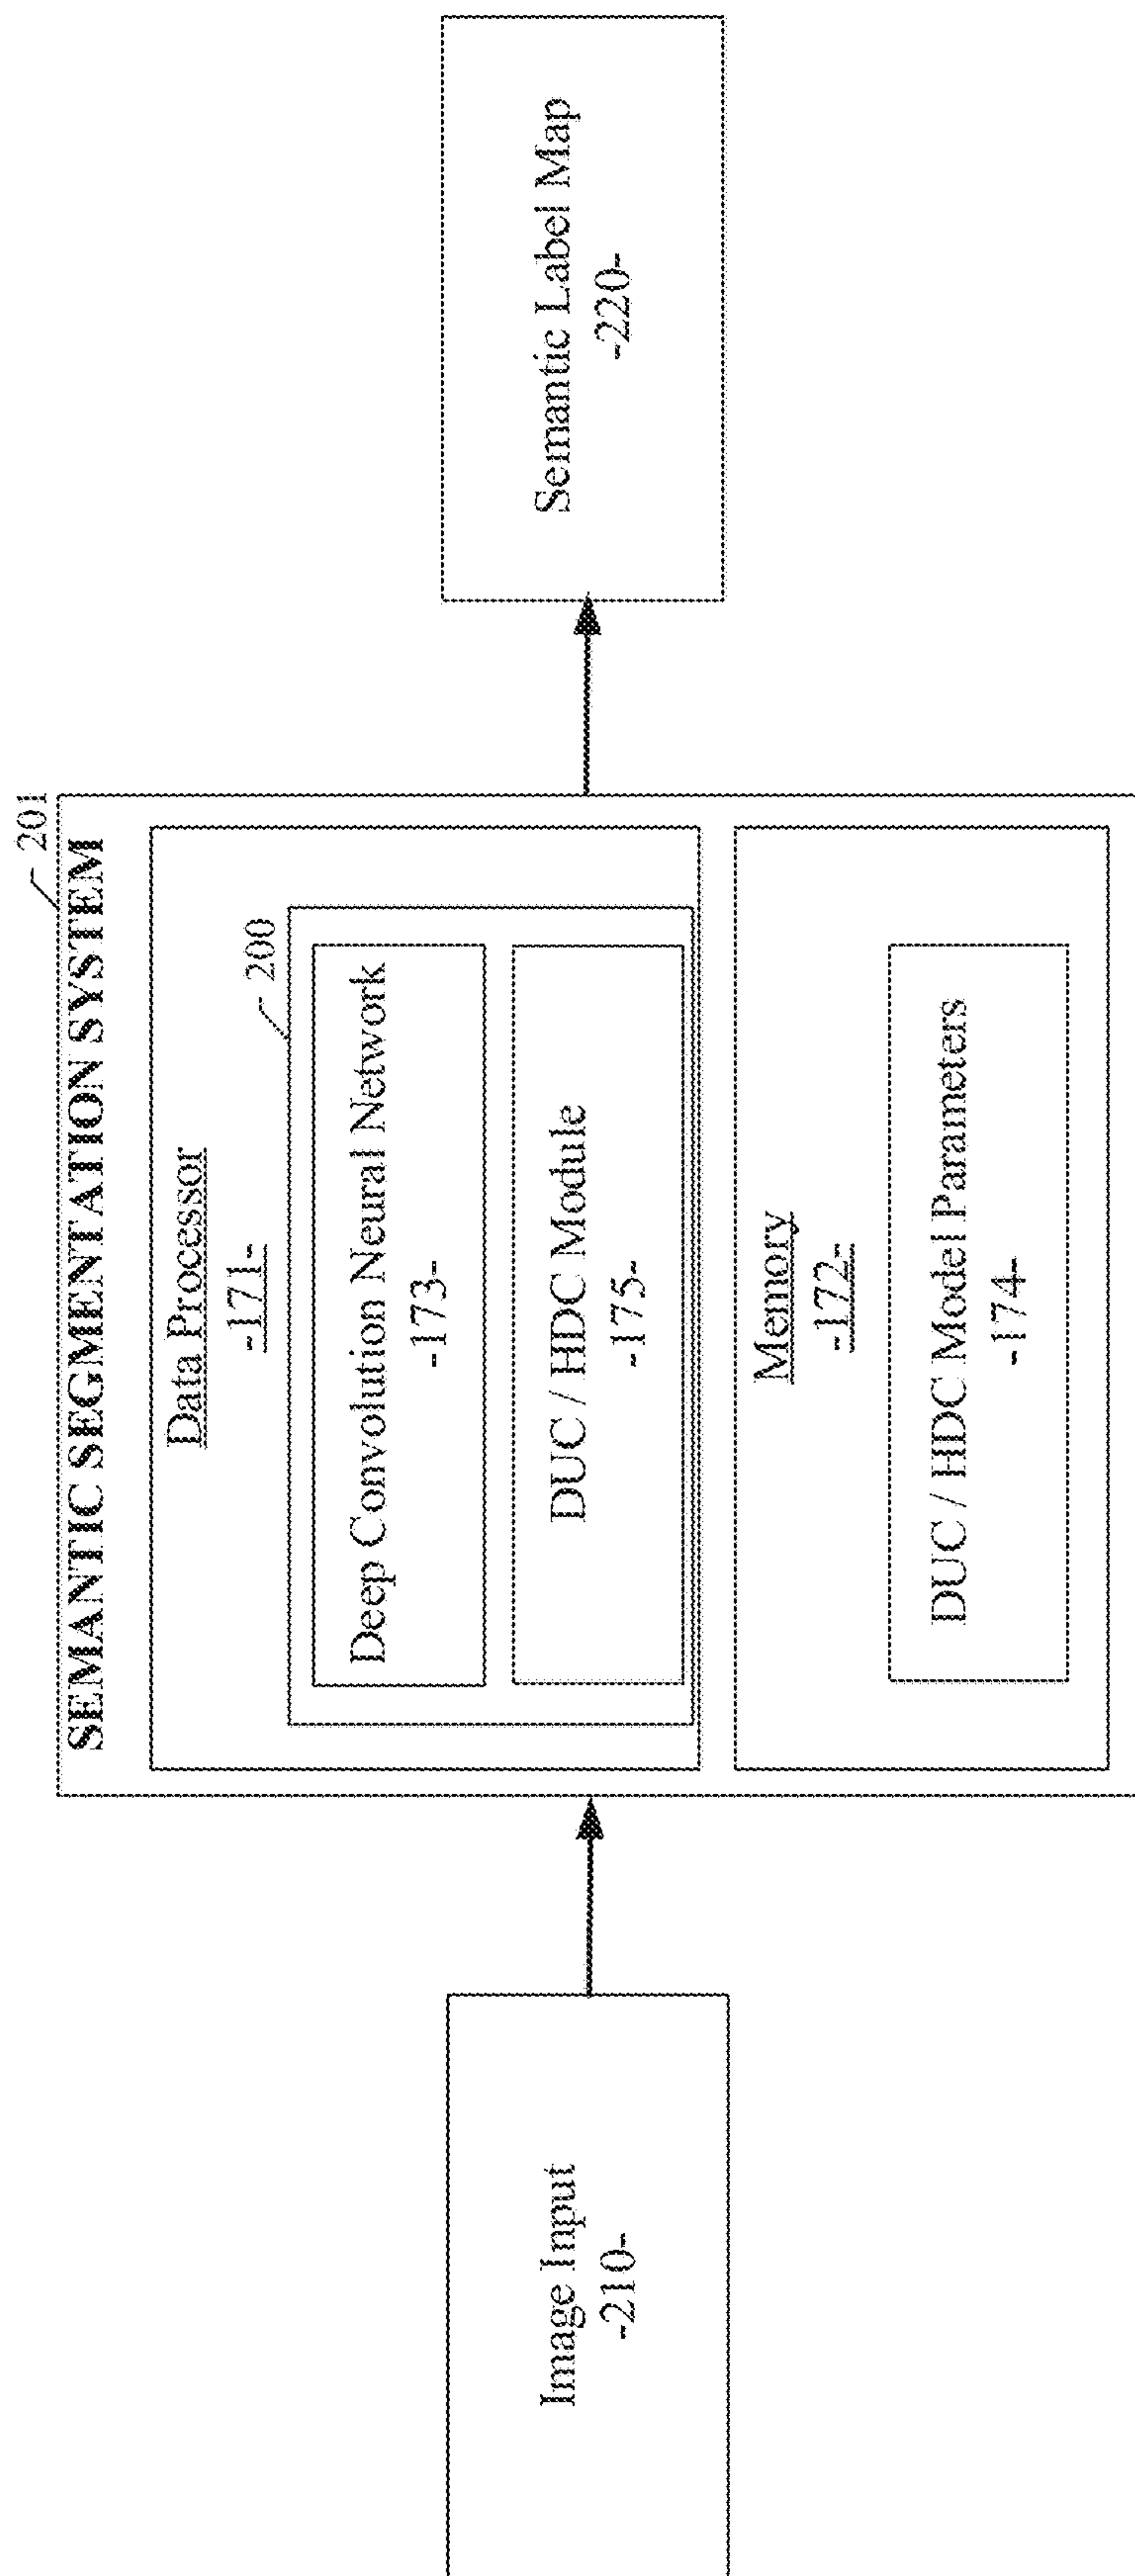 Image Input
-210-
201
SEMANTIC SEGMENTATION SYSTEM
Data Processor
-171-
200
Deep Convolution Neural Network
-173-
DUC / HDC Module
-175-
Memory
-172-
DUC / HDC Model Parameters
-174-
Semantic Label Map
-220-